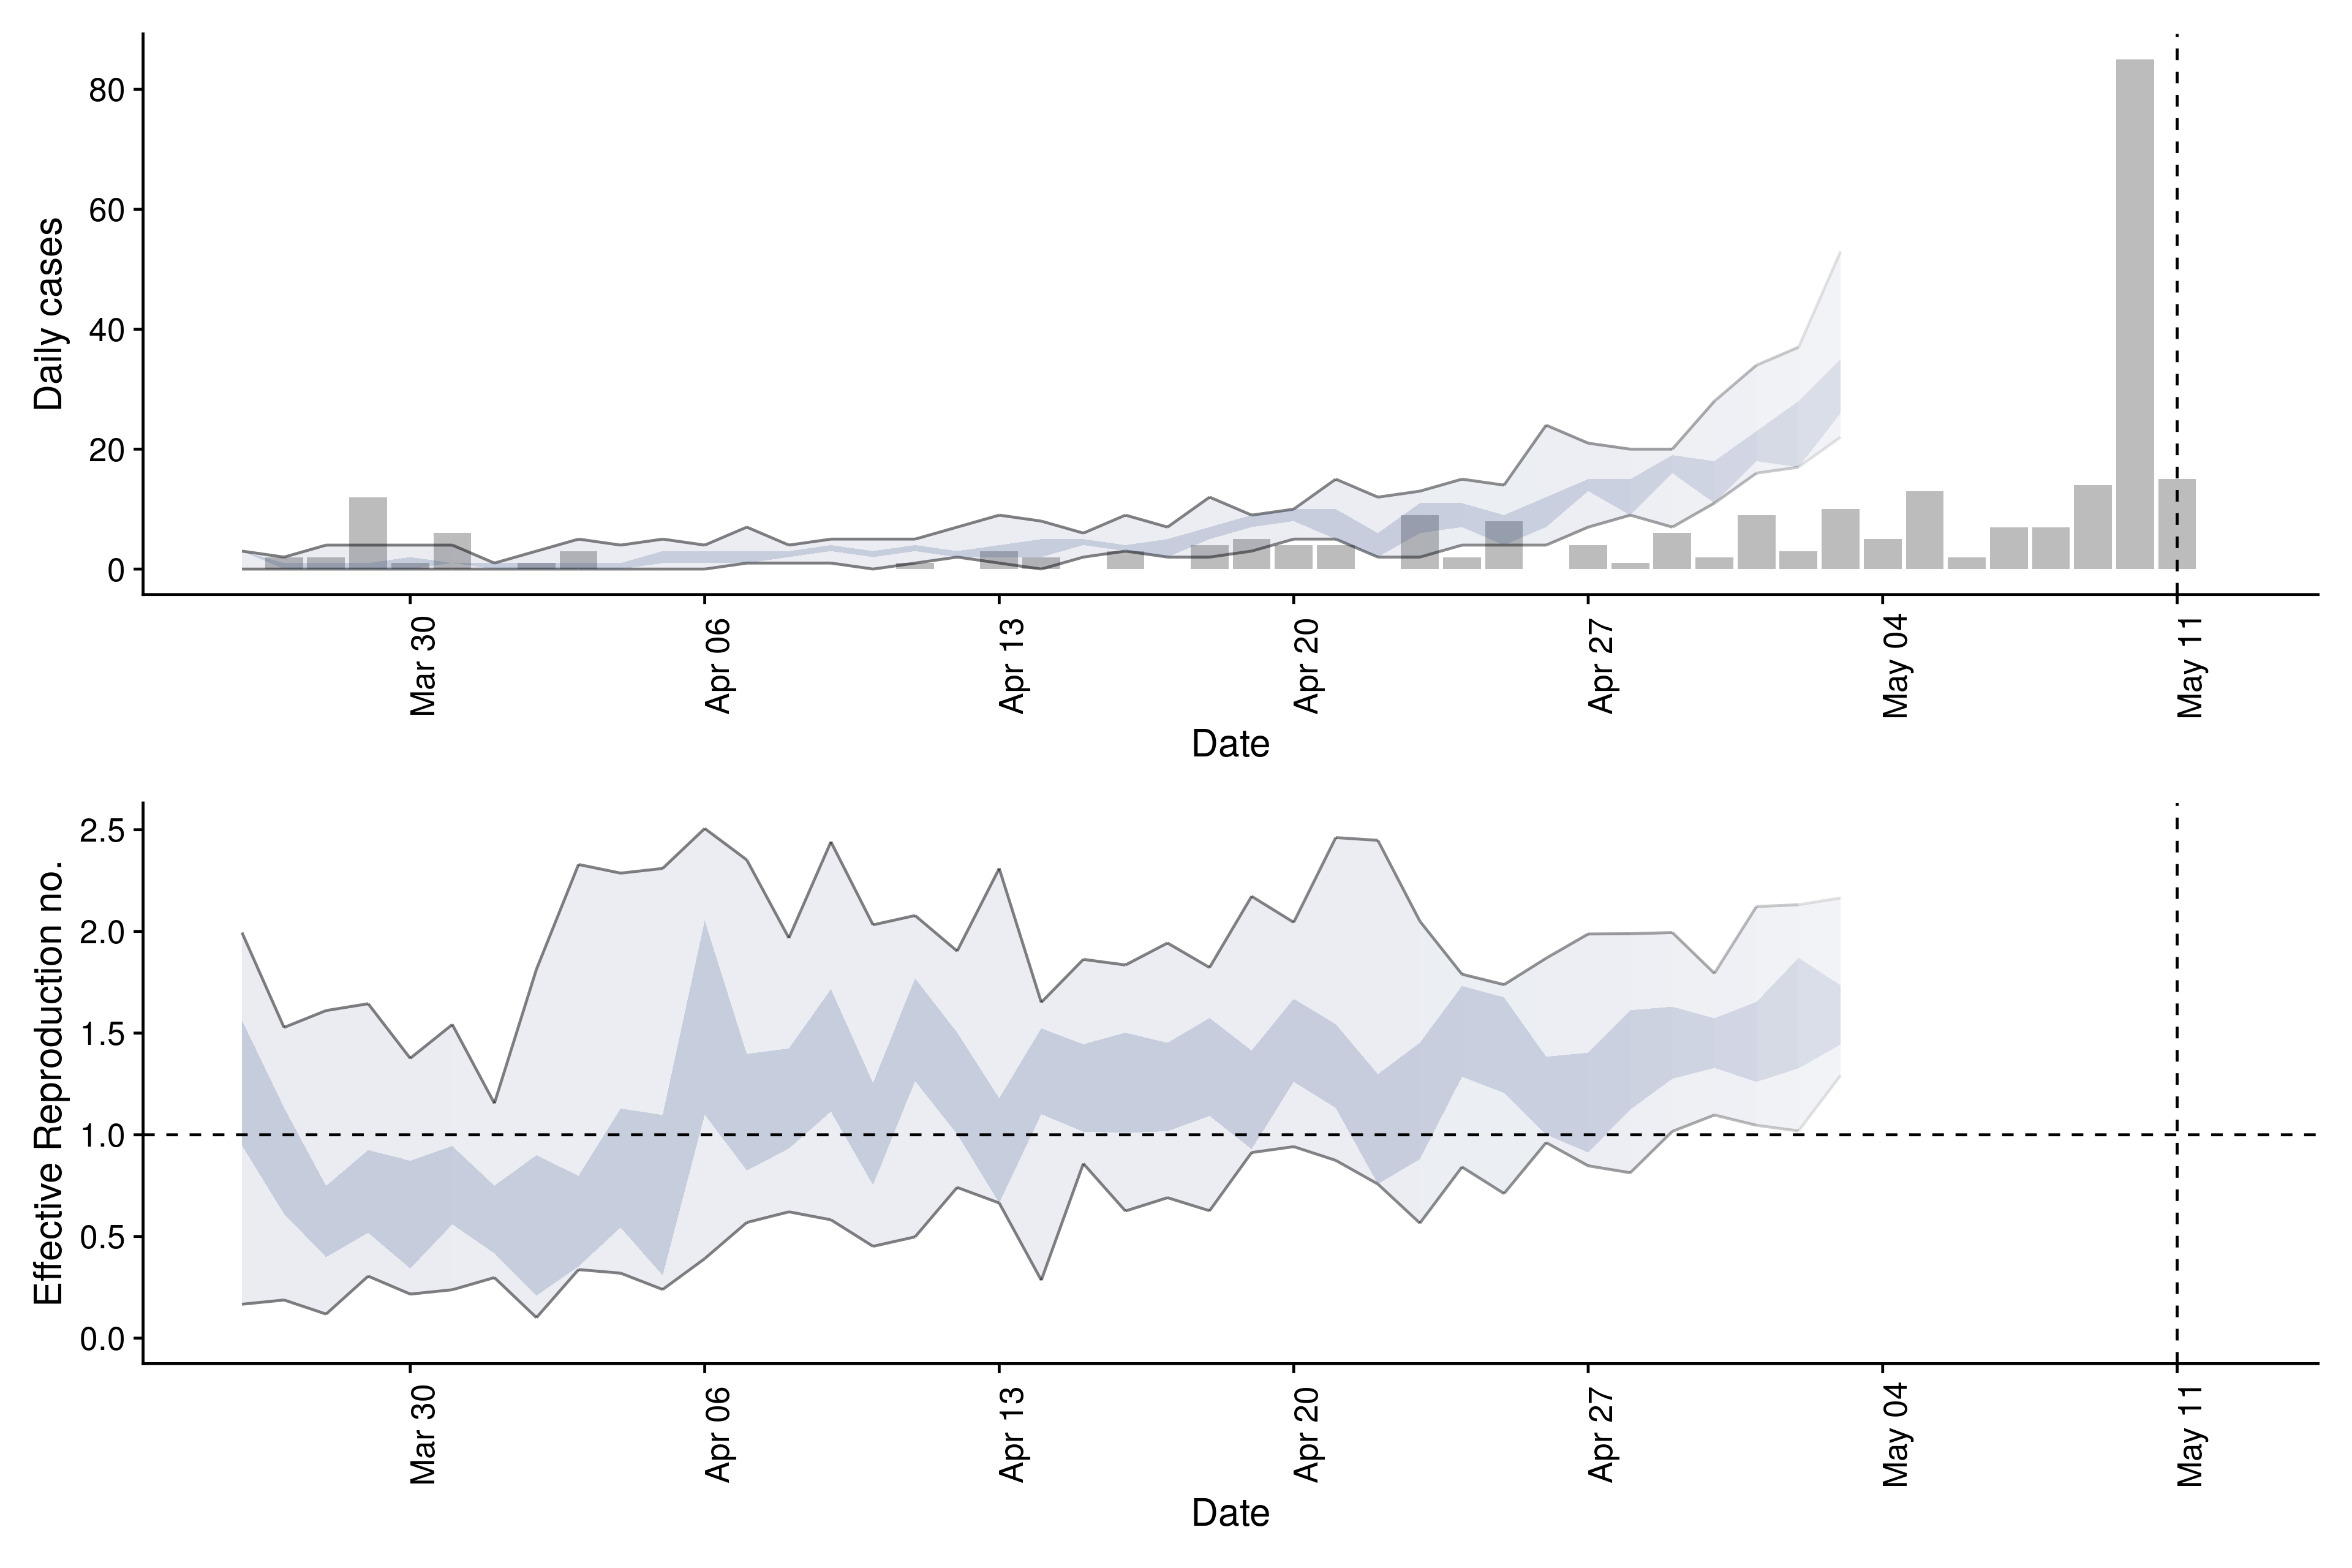 Daily cases
80
60
40
20
0
Mar 30
Apr 06
Apr 13
Apr 20
Apr 27
May 04
May 11
Date
Effective Reproduction no.
2.5
2.0
1.5
1.0
0.5
0.0
Mar 30
Apr 06
Apr 13
Apr 20
Apr 27
May 04
May 11
Date